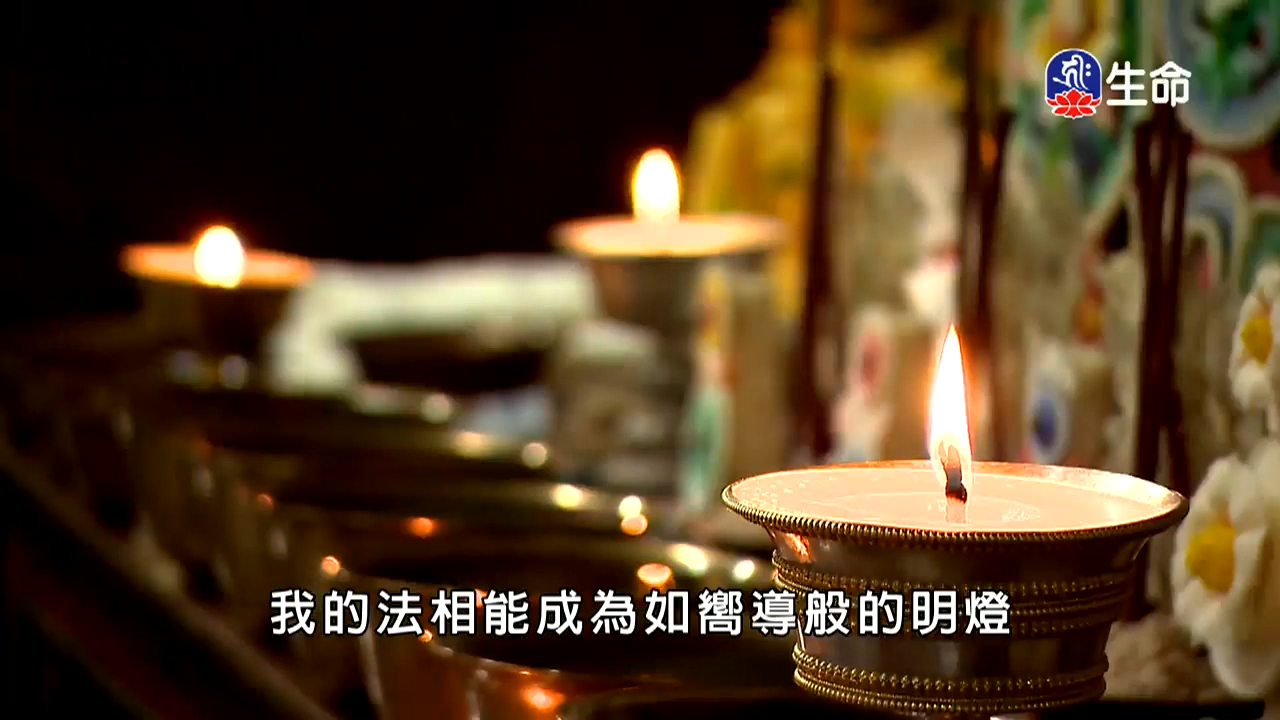 生命
我的法相能成為如嚮導般的明燈